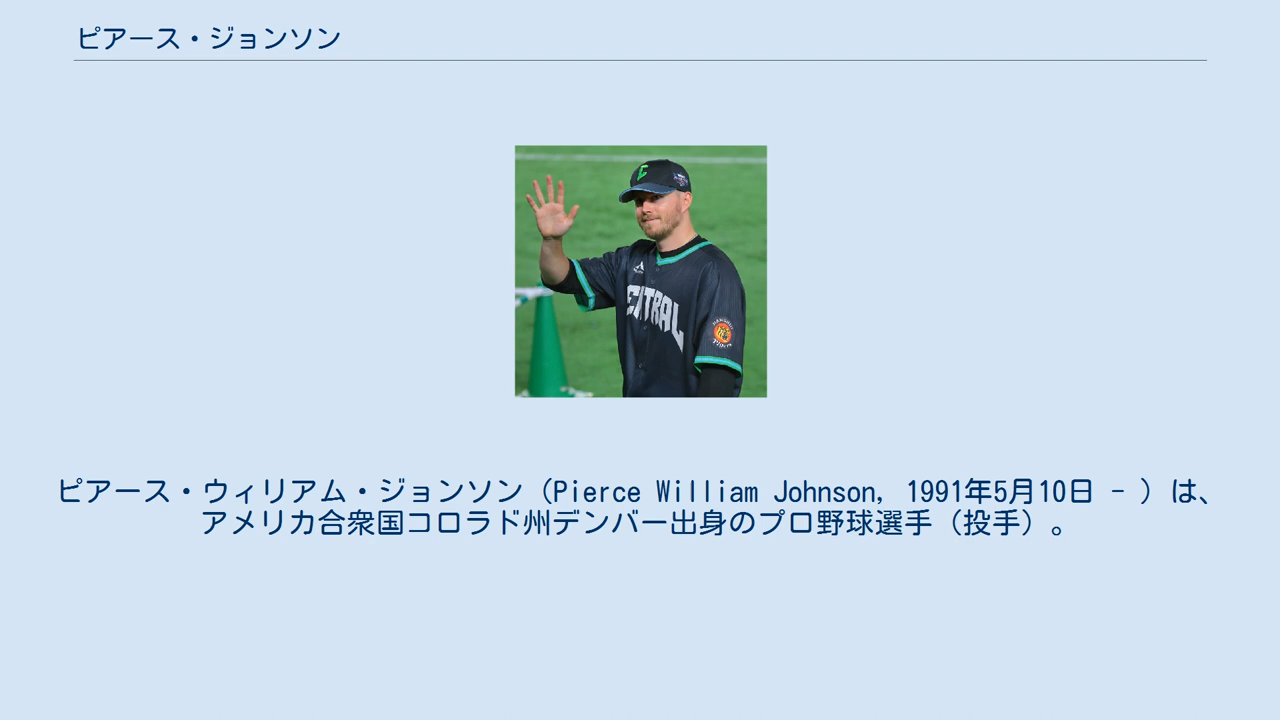 ピアース・ジョンソン
CENTRAL
ピアース・ウィリアム・ジョンソン（Pierce William Johnson, 1991年5月10日 - ）は、
アメリカ合衆国コロラド州デンバー出身のプロ野球選手（投手）。